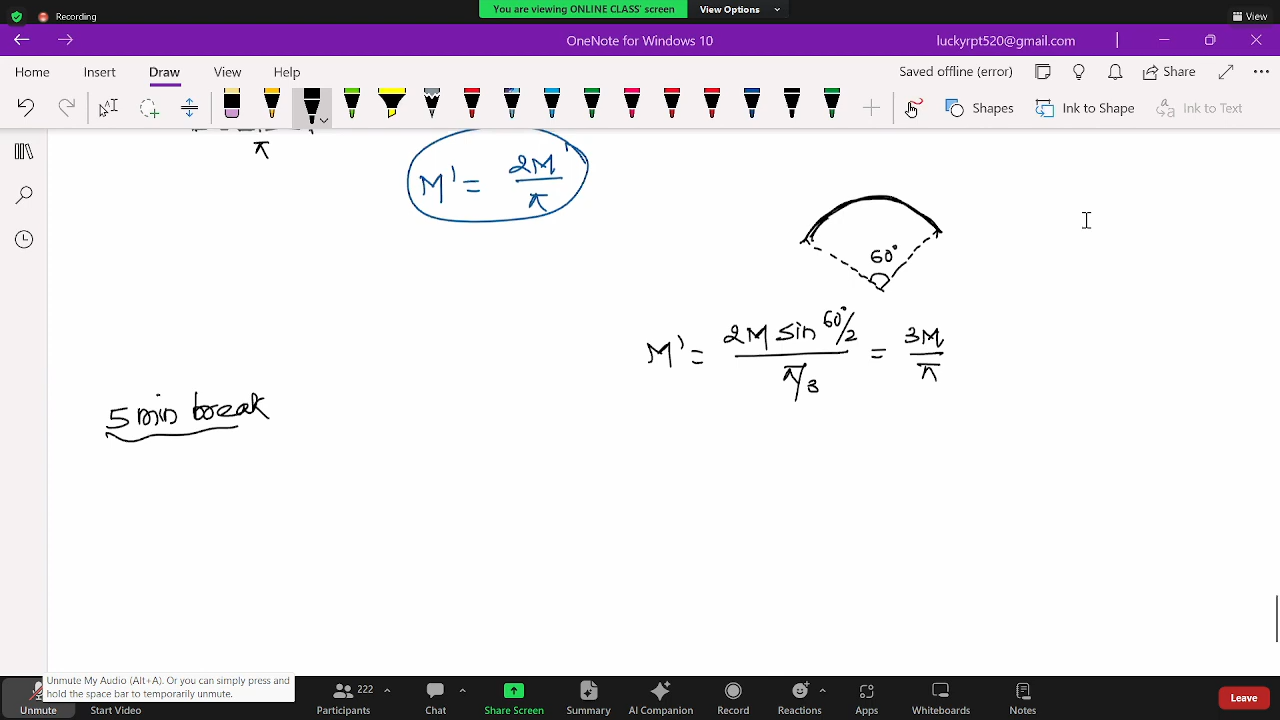 Recording
You are viewing ONLINE CLASS' screen
View Options
View
OneNote for Windows 10
luckyrpt520@gmail.com
Home
Insert
Draw
View
Help
Saved offline (error)
Share
Shapes
Ink to Shape
Ink to Text
π
M' = 2M/π
60°
M' = 2M sin 60°/2 / π/3 = 3M/π
5 min break
Unmute My Audio (Alt+A). Or you can simply press and
hold the space bar to temporarily unmute.
222
Unmute
Start Video
Participants
Chat
Share Screen
Summary
AI Companion
Record
Reactions
Apps
Whiteboards
Notes
Leave